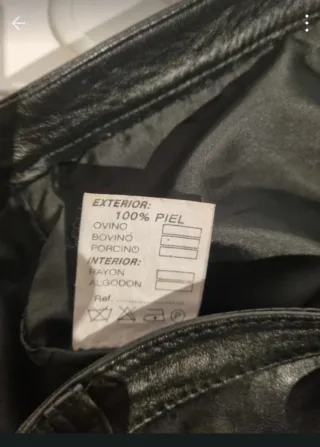 EXTERIOR:
100% PIEL
OVINO
BOVINO
PORCINO
INTERIOR:
RAYON
ALGODON
Ref. ....................
P